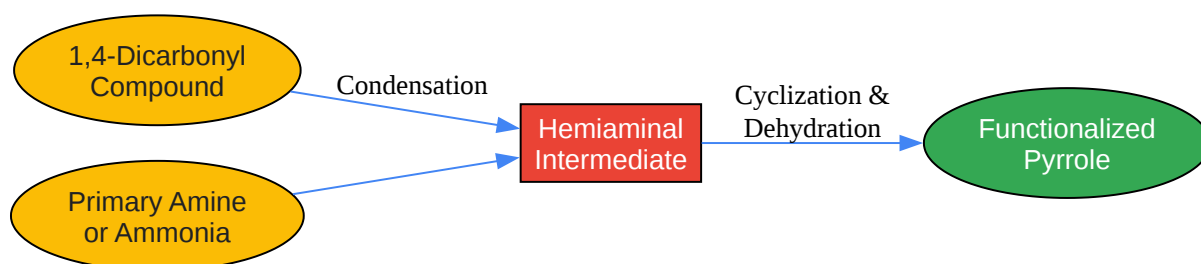 1,4-Dicarbonyl
Compound
Condensation
Primary Amine
or Ammonia
Hemiaminal
Intermediate
Cyclization &
Dehydration
Functionalized
Pyrrole